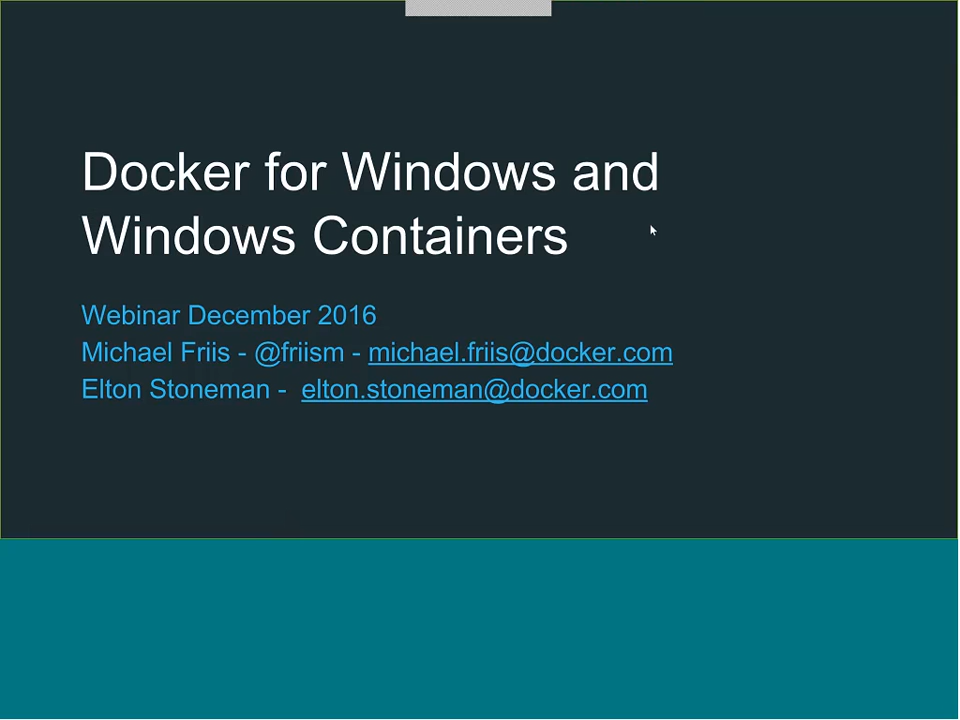 Docker for Windows and
Windows Containers
Webinar December 2016
Michael Friis - @friism - michael.friis@docker.com
Elton Stoneman - elton.stoneman@docker.com